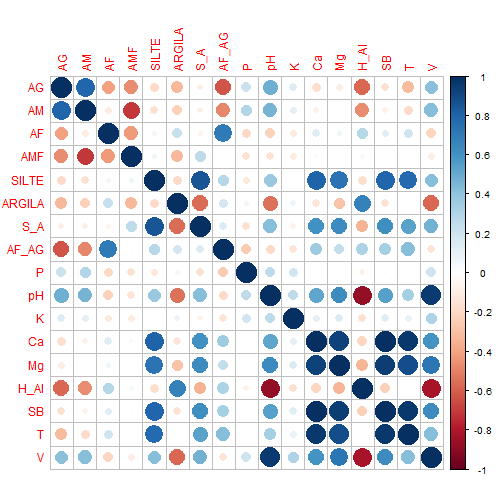 AG AM AF AMF SILTE ARGILA S_A AF_AG P pH K Ca Mg H_Al SB T V
AG
AM
AF
AMF
SILTE
ARGILA
S_A
AF_AG
P
pH
K
Ca
Mg
H_Al
SB
T
V
1
0.8
0.6
0.4
0.2
0
-0.2
-0.4
-0.6
-0.8
-1